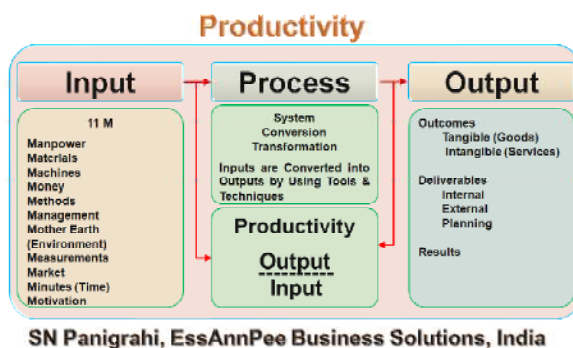 Productivity
Input
Process
Output
11 M
Manpower
Materials
Machines
Money
Methods
Management
Mother Earth
(Environment)
Measurements
Market
Minutes (Time)
Motivation
System
Conversion
Transformation
Inputs are Converted into
Outputs by Using Tools &
Techniques
Productivity
Output
Input
Outcomes
Tangible (Goods)
Intangible (Services)
Deliverables
Internal
External
Planning
Results
SN Panigrahi, EssAnnPee Business Solutions, India